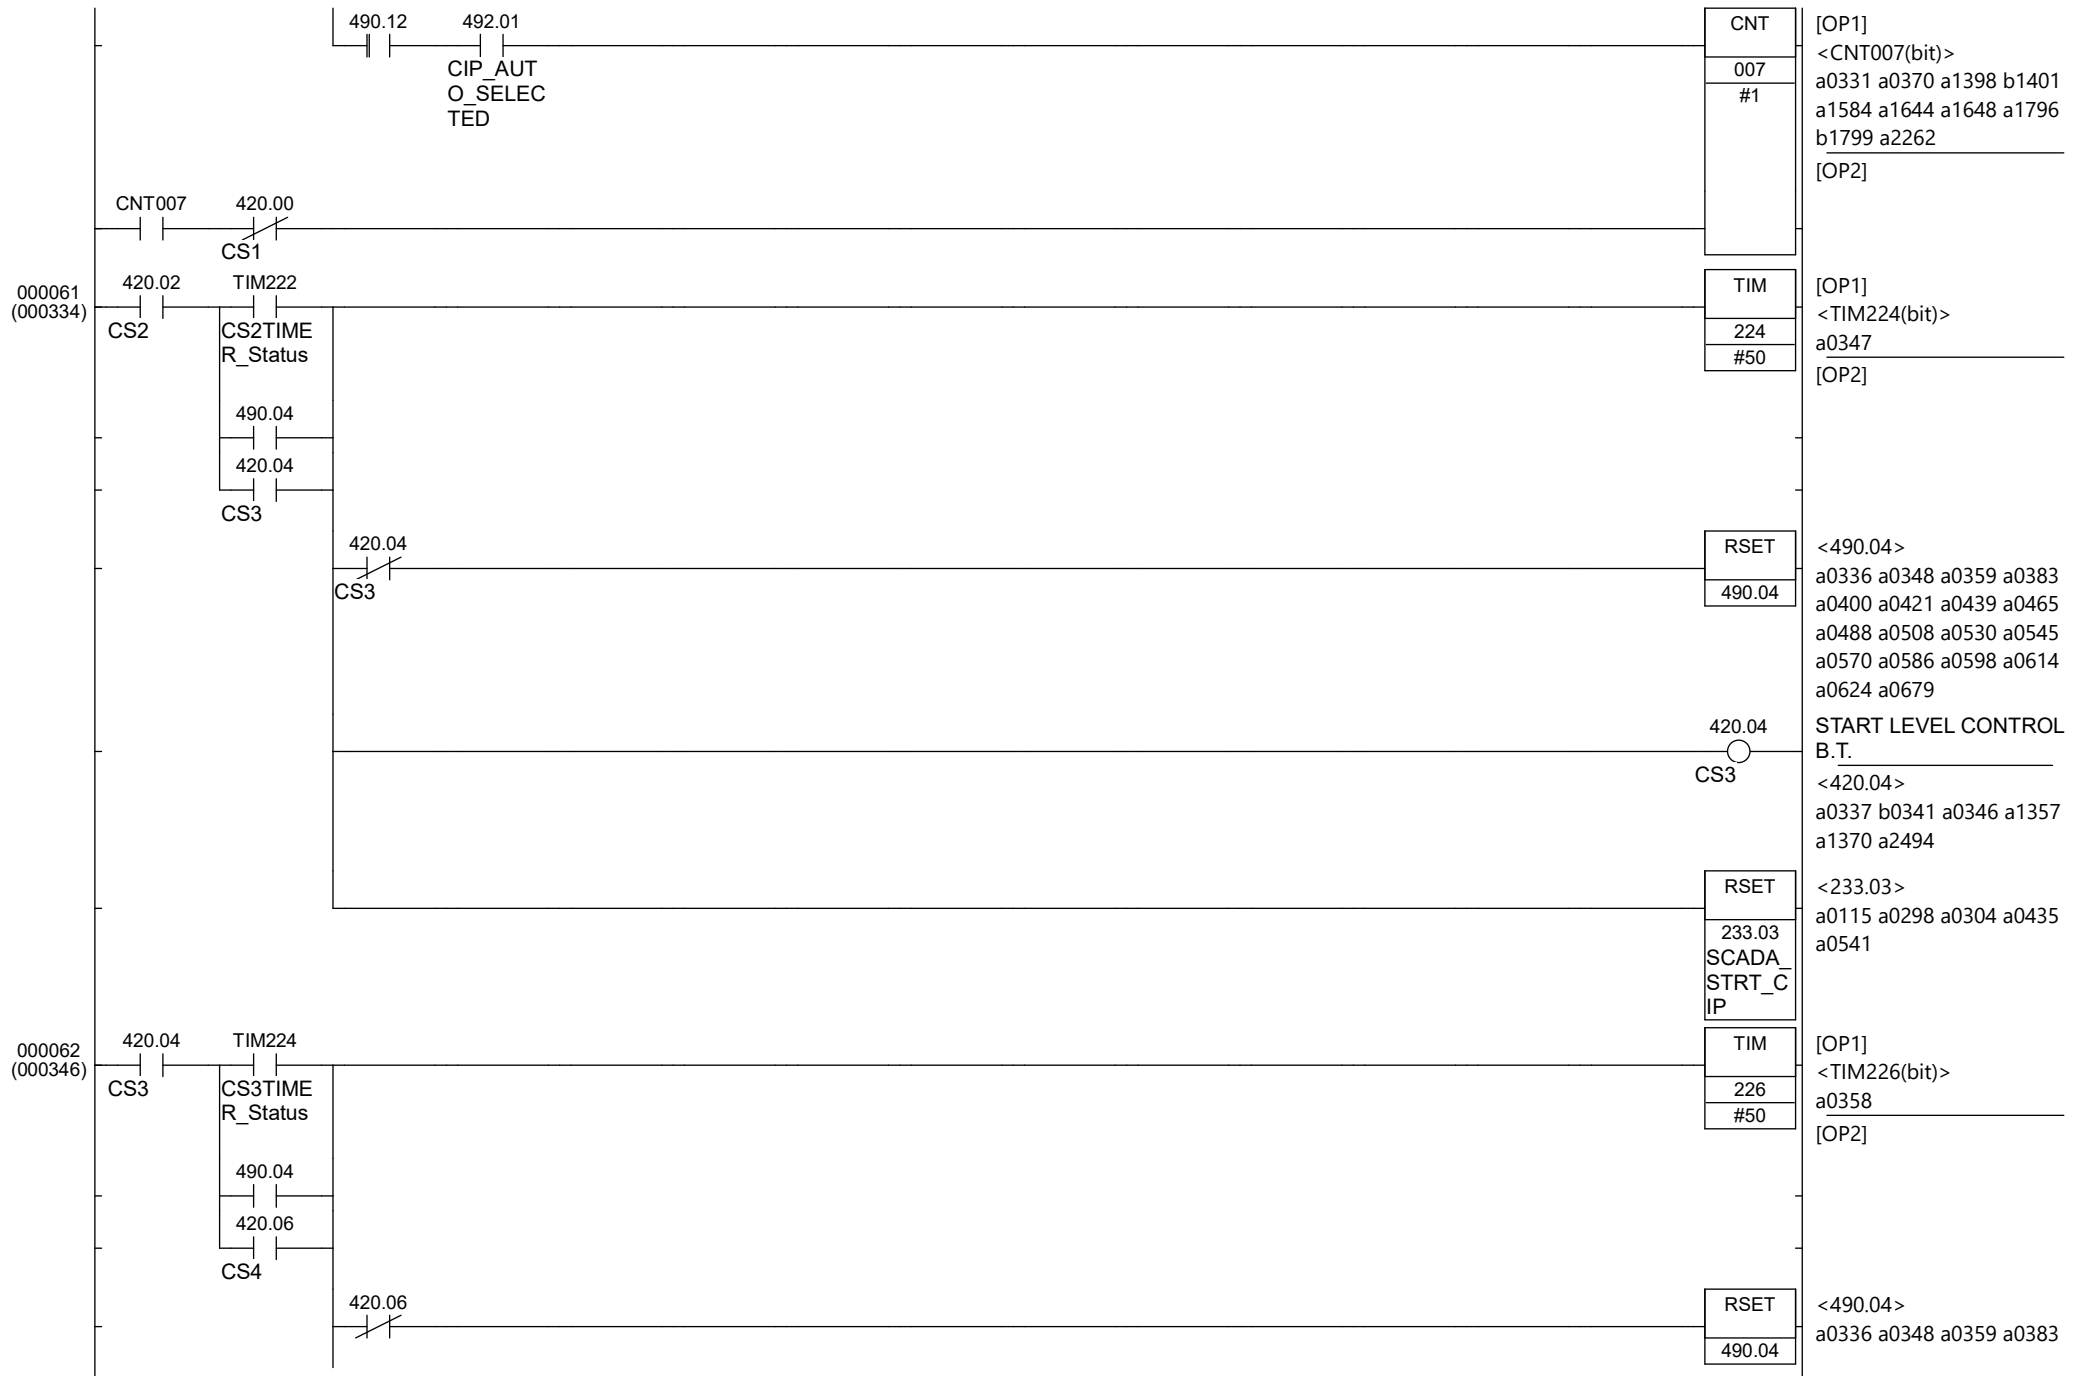 490.12 492.01 CNT [OP1]
<CNT007(bit)>
CIP_AUT 007 a0331 a0370 a1398 b1401
O_SELEC #1 a1584 a1644 a1648 a1796
TED b1799 a2262
[OP2]
CNT007 420.00
CS1
000061 420.02 TIM222 TIM [OP1]
(000334) <TIM224(bit)>
CS2 CS2TIME 224 a0347
R_Status #50
[OP2]
490.04
420.04
CS3
420.04 RSET <490.04>
a0336 a0348 a0359 a0383
CS3 490.04 a0400 a0421 a0439 a0465
a0488 a0508 a0530 a0545
a0570 a0586 a0598 a0614
a0624 a0679
420.04 START LEVEL CONTROL
B.T.
CS3 <420.04>
a0337 b0341 a0346 a1357
a1370 a2494
RSET <233.03>
a0115 a0298 a0304 a0435
233.03 a0541
SCADA_
STRT_C
IP
000062 420.04 TIM224 TIM [OP1]
(000346) <TIM226(bit)>
CS3 CS3TIME 226 a0358
R_Status #50
[OP2]
490.04
420.06
CS4
420.06 RSET <490.04>
a0336 a0348 a0359 a0383
490.04